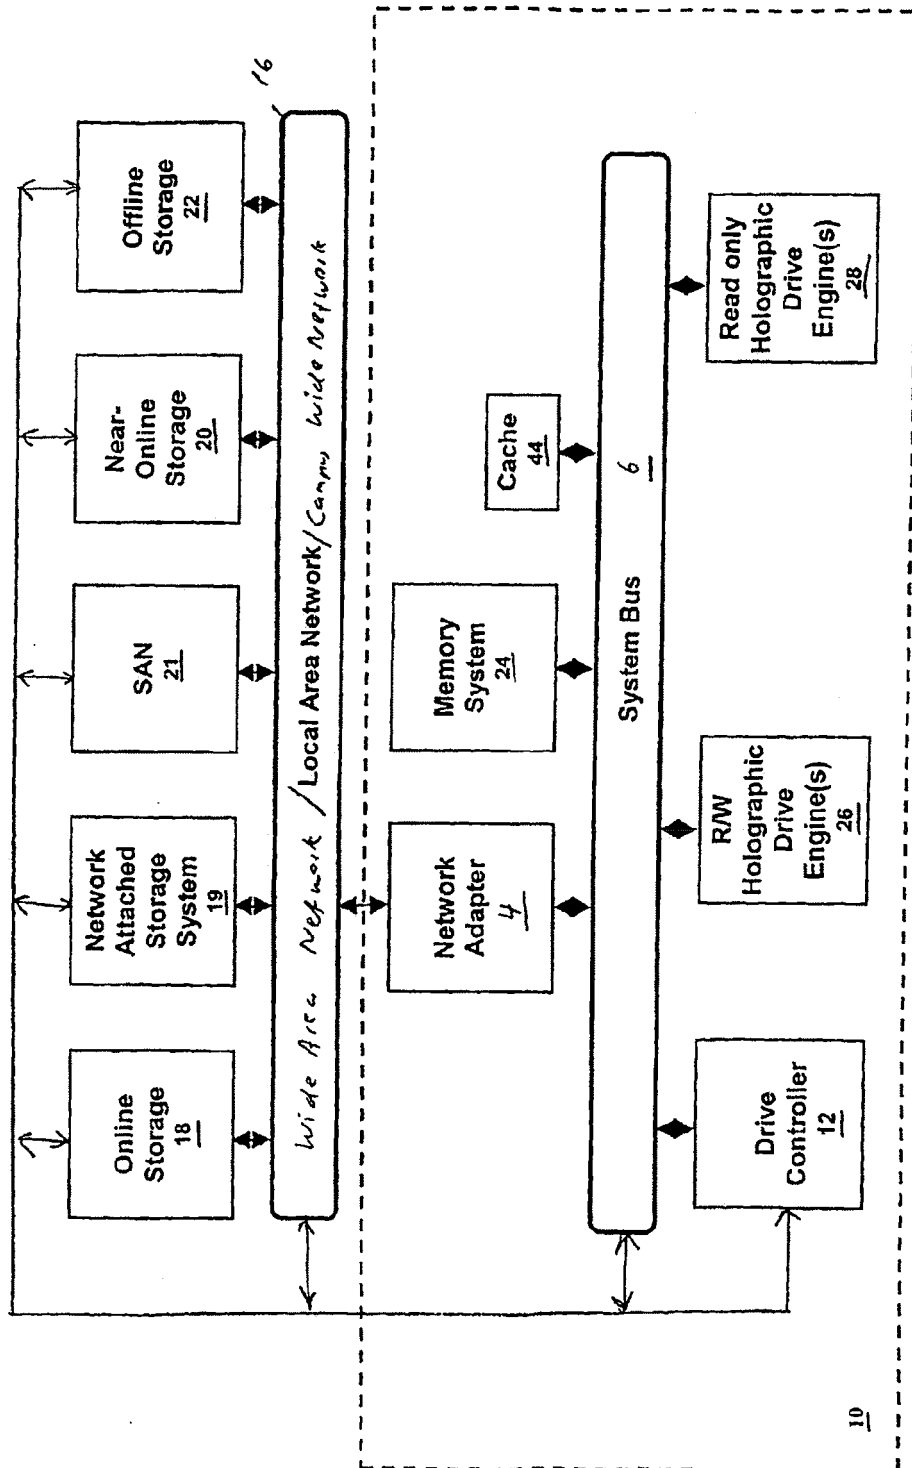 Online
Storage
18
Network
Attached
Storage
System
19
SAN
21
Near-
Online
Storage
20
Offline
Storage
22
16
Wide Area Network / Local Area Network / Campus Wide Network
Network
Adapter
4
Memory
System
24
Cache
44
System Bus 6
Drive
Controller
12
R/W
Holographic
Drive
Engine(s)
26
Read only
Holographic
Drive
Engine(s)
28
10